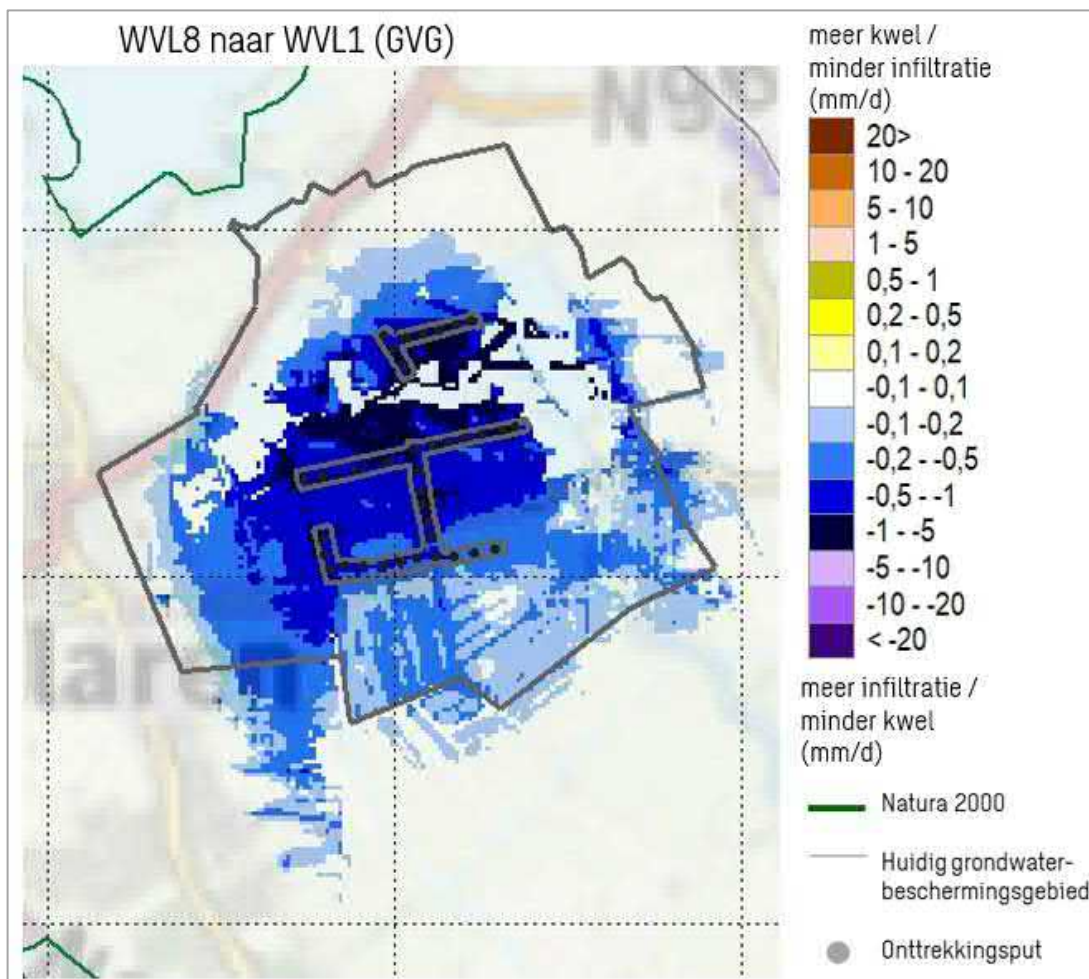 WVL8 naar WVL1 (GVG)
meer kwel /
minder infiltratie
(mm/d)
20>
10 - 20
5 - 10
1 - 5
0,5 - 1
0,2 - 0,5
0,1 - 0,2
-0,1 - 0,1
-0,1 -0,2
-0,2 - -0,5
-0,5 - -1
-1 - -5
-5 - -10
-10 - -20
< -20
meer infiltratie /
minder kwel
(mm/d)
Natura 2000
Huidig grondwater-
beschermingsgebied
Onttrekkingsput